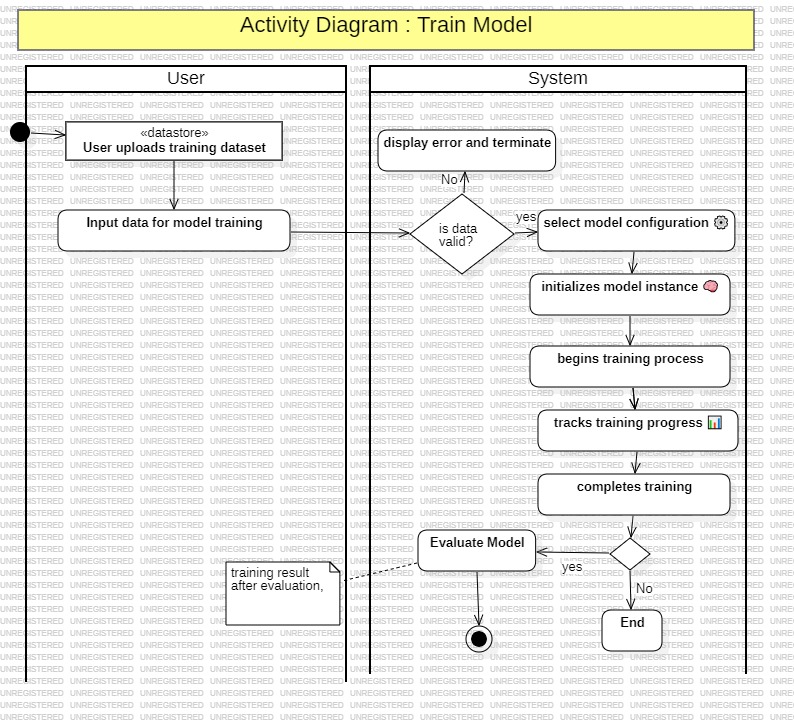 Activity Diagram : Train Model
User
System
«datastore»
User uploads training dataset
display error and terminate
No
Input data for model training
is data
valid?
yes
select model configuration
initializes model instance
begins training process
tracks training progress
completes training
Evaluate Model
yes
No
training result
after evaluation,
End
UNREGISTERED